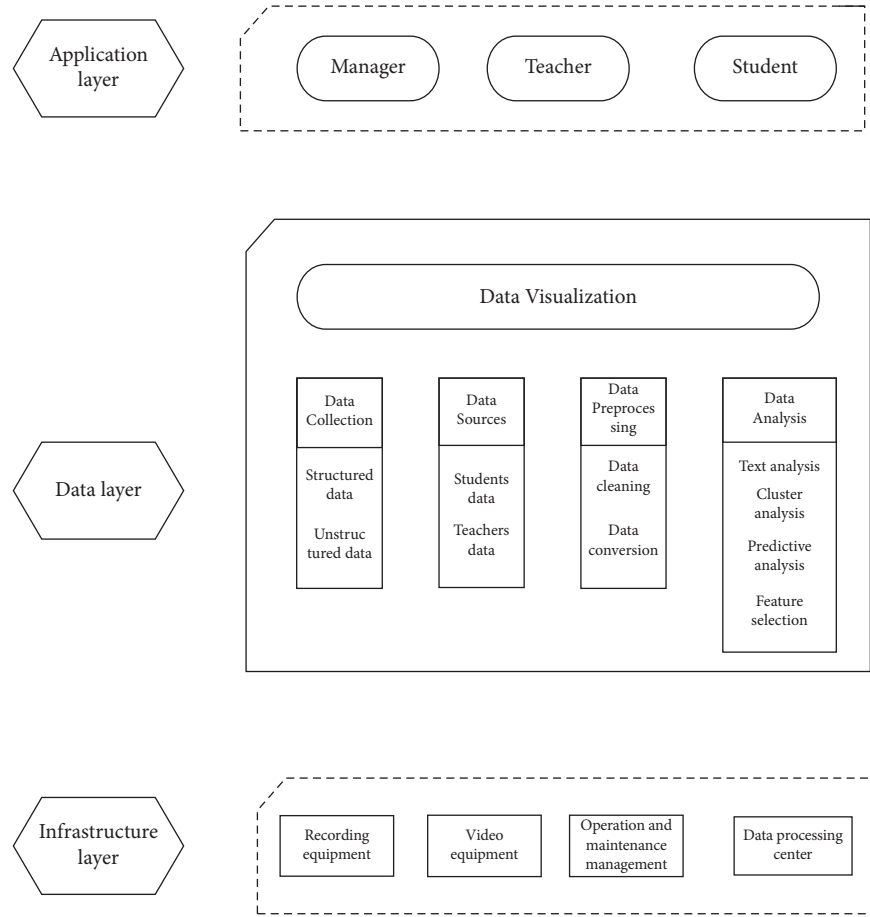 Application
layer
Manager
Teacher
Student
Data Visualization
Data layer
Data
Collection
Structured
data
Unstruc
tured data
Data
Sources
Students
data
Teachers
data
Data
Preproces
sing
Data
cleaning
Data
conversion
Data
Analysis
Text analysis
Cluster
analysis
Predictive
analysis
Feature
selection
Infrastructure
layer
Recording
equipment
Video
equipment
Operation and
maintenance
management
Data processing
center